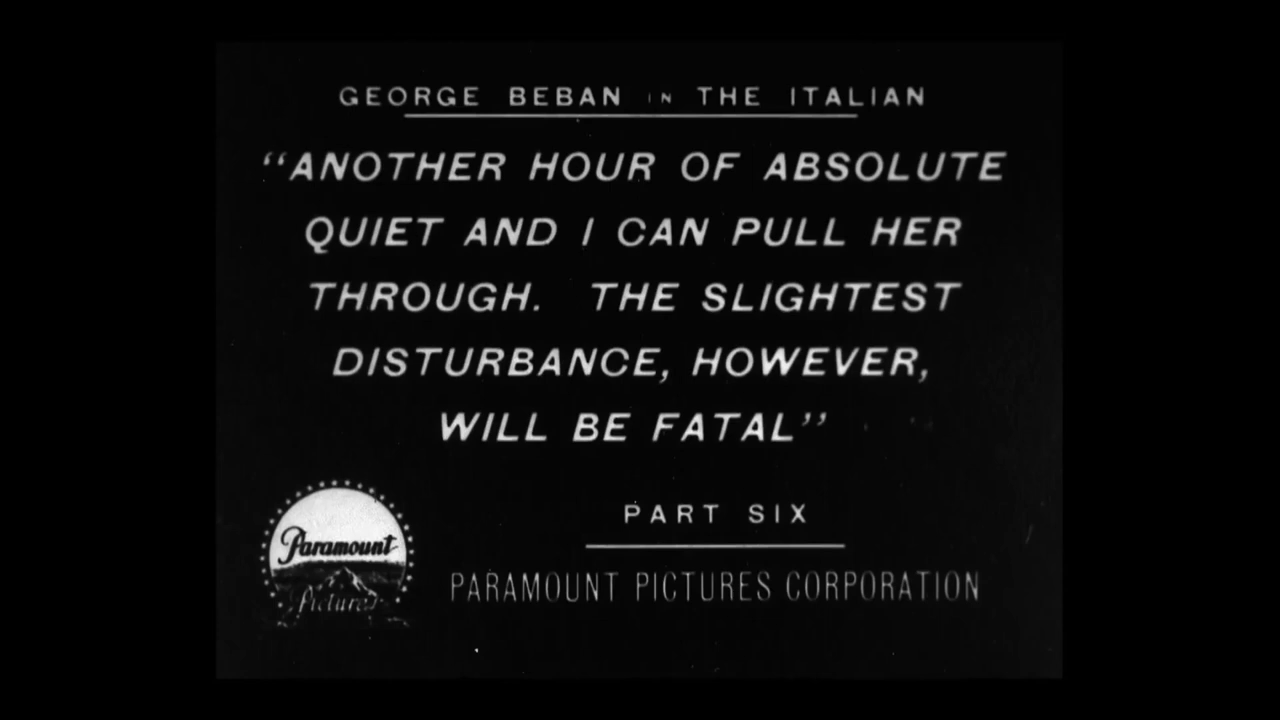 GEORGE BEBAN IN THE ITALIAN
“ANOTHER HOUR OF ABSOLUTE
QUIET AND I CAN PULL HER
THROUGH. THE SLIGHTEST
DISTURBANCE, HOWEVER,
WILL BE FATAL”
PART SIX
Paramount
Pictures
PARAMOUNT PICTURES CORPORATION